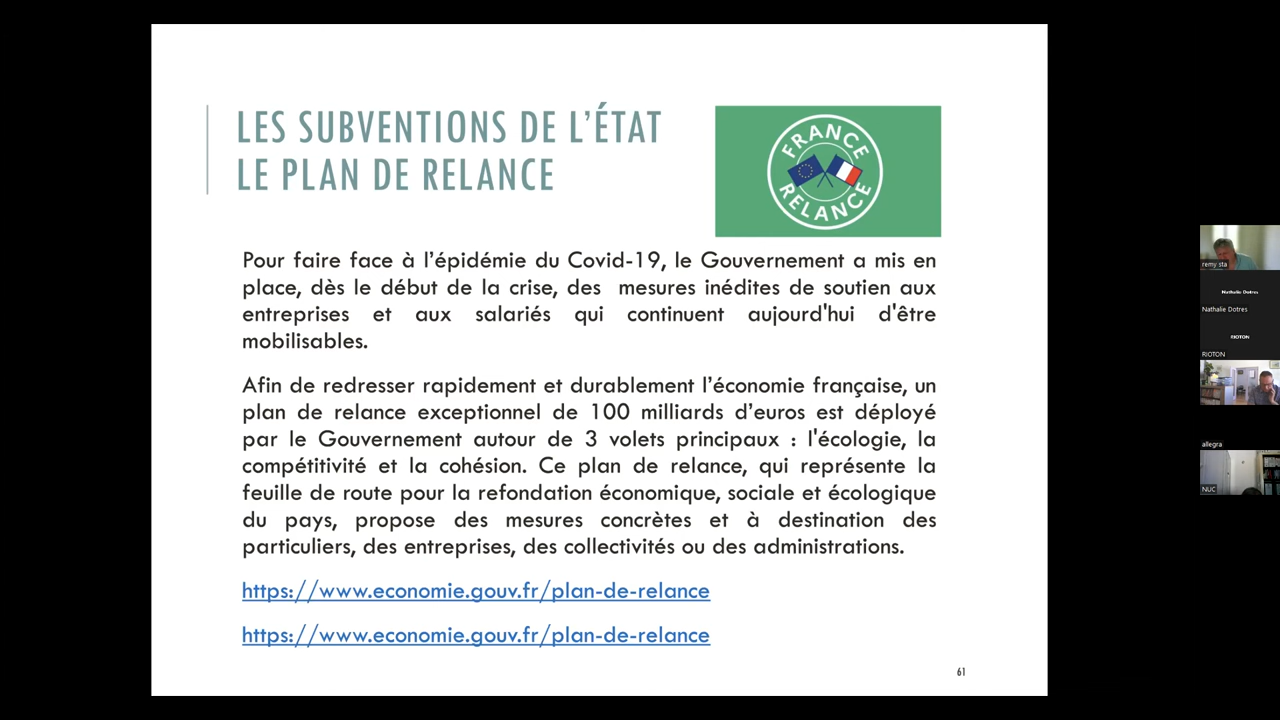 LES SUBVENTIONS DE L'ÉTAT
LE PLAN DE RELANCE
FRANCE
RELANCE
Pour faire face à l'épidémie du Covid-19, le Gouvernement a mis en
place, dès le début de la crise, des mesures inédites de soutien aux
entreprises et aux salariés qui continuent aujourd'hui d'être
mobilisables.
Afin de redresser rapidement et durablement l'économie française, un
plan de relance exceptionnel de 100 milliards d'euros est déployé
par le Gouvernement autour de 3 volets principaux : l'écologie, la
compétitivité et la cohésion. Ce plan de relance, qui représente la
feuille de route pour la refondation économique, sociale et écologique
du pays, propose des mesures concrètes et à destination des
particuliers, des entreprises, des collectivités ou des administrations.
https://www.economie.gouv.fr/plan-de-relance
https://www.economie.gouv.fr/plan-de-relance
61
remy sta
Nathalie Dotres
Nathalie Dotres
RIOTON
RIOTON
allegra
NUC